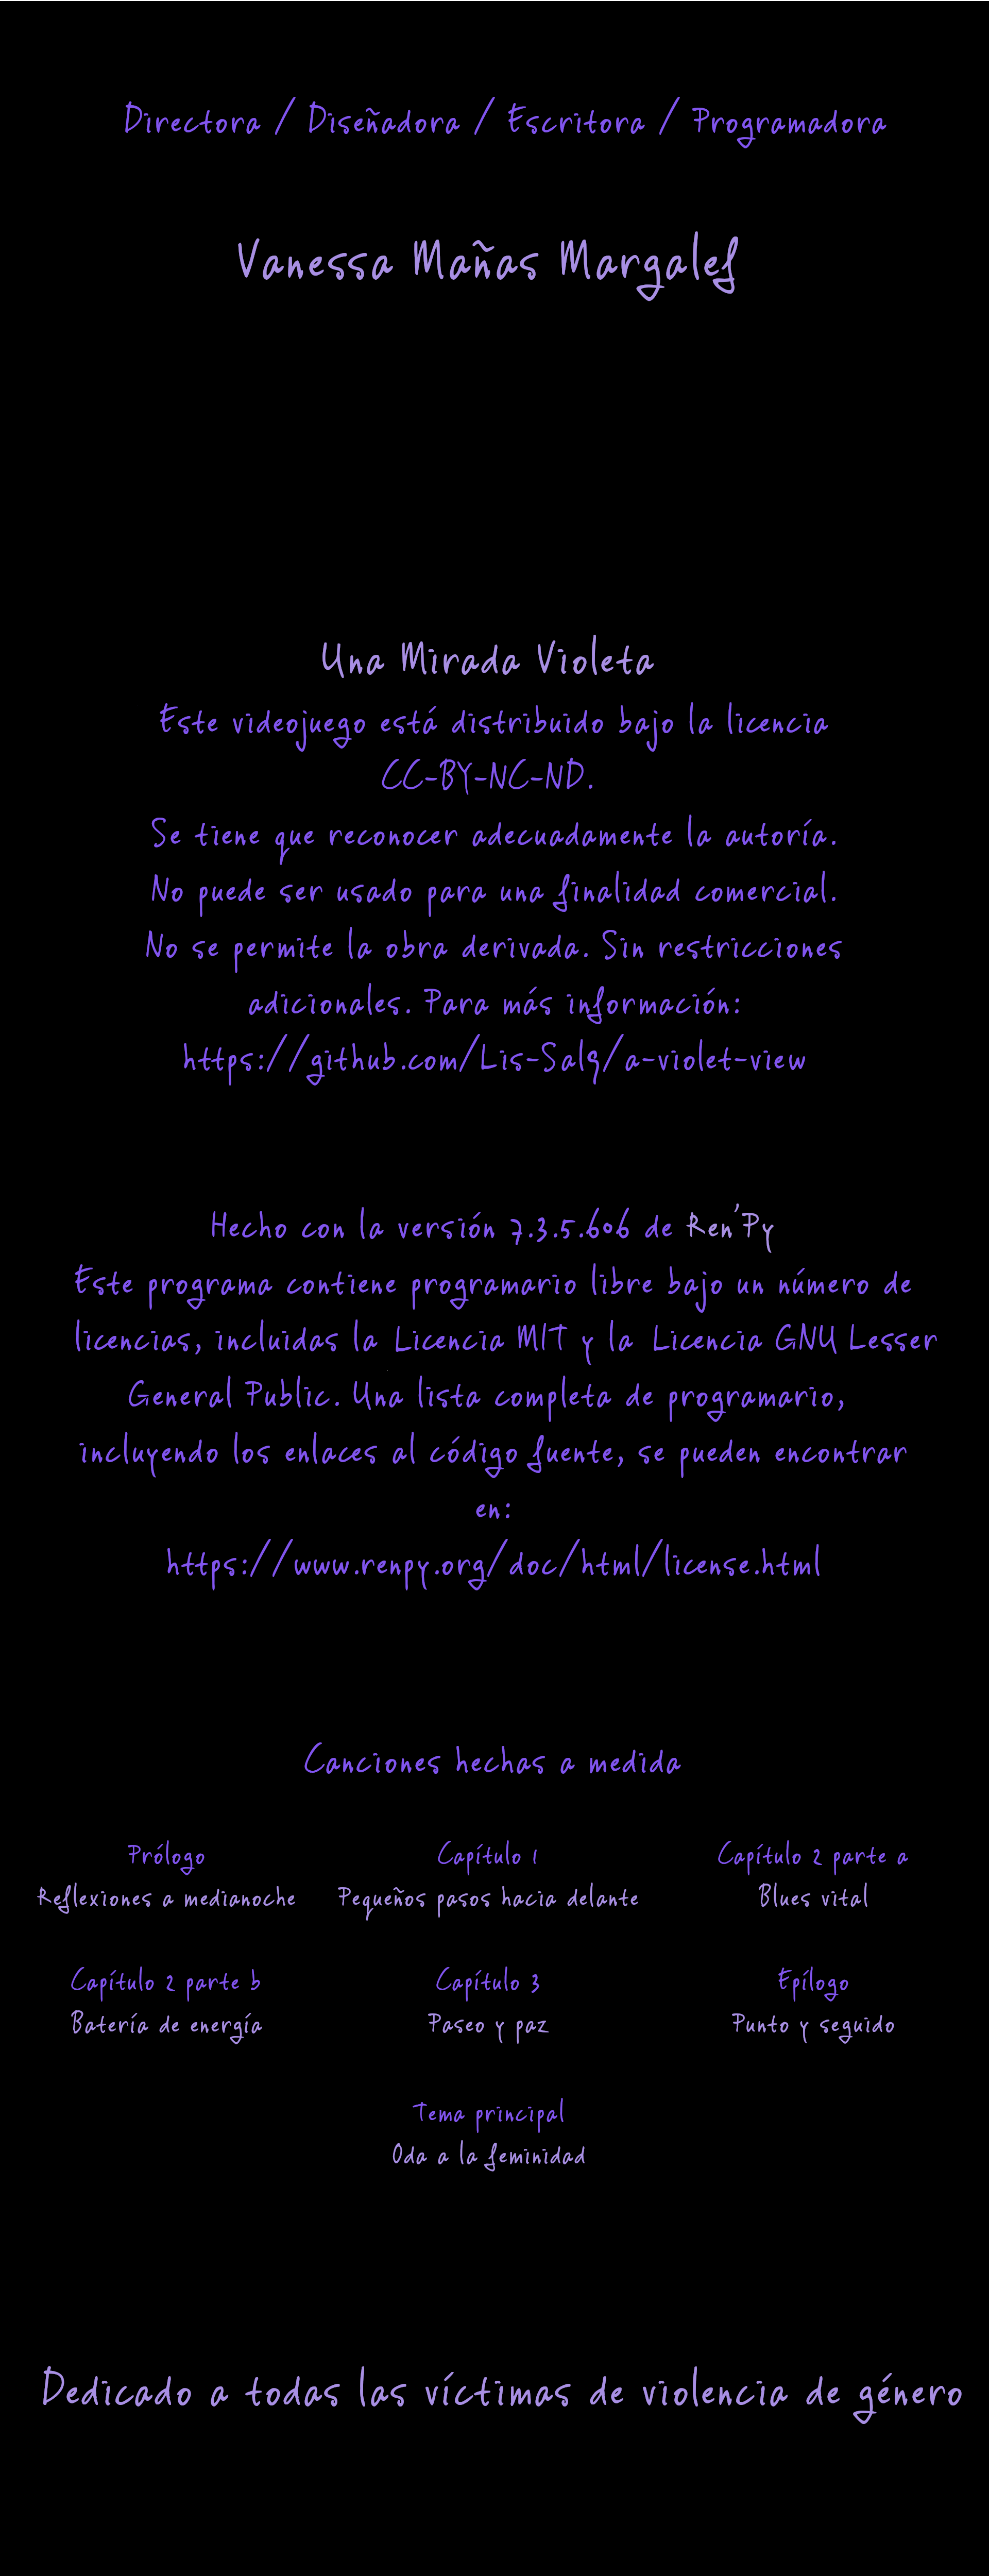 Directora / Diseñadora / Escritora / Programadora
Vanessa Mañas Margalef
Una Mirada Violeta
Este videojuego está distribuido bajo la licencia
CC-BY-NC-ND.
Se tiene que reconocer adecuadamente la autoría.
No puede ser usado para una finalidad comercial.
No se permite la obra derivada. Sin restricciones
adicionales. Para más información:
https://github.com/Lis-Salq/a-violet-view
Hecho con la versión 7.3.5.606 de Ren'Py
Este programa contiene programario libre bajo un número de
licencias, incluidas la Licencia MIT y la Licencia GNU Lesser
General Public. Una lista completa de programario,
incluyendo los enlaces al código fuente, se pueden encontrar
en:
https://www.renpy.org/doc/html/license.html
Canciones hechas a medida
Prólogo Capítulo 1 Capítulo 2 parte a
Reflexiones a medianoche Pequeños pasos hacia delante Blues vital
Capítulo 2 parte b Capítulo 3 Epílogo
Batería de energía Paseo y paz Punto y seguido
Tema principal
Oda a la feminidad
Dedicado a todas las víctimas de violencia de género